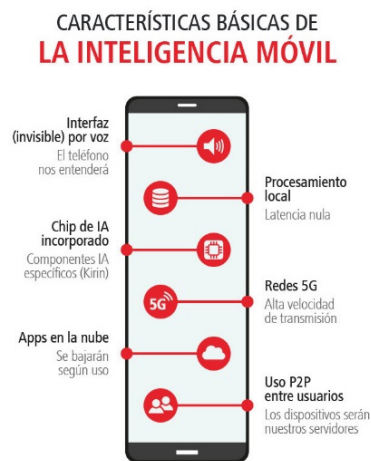 CARACTERÍSTICAS BÁSICAS DE
LA INTELIGENCIA MÓVIL
Interfaz
(invisible) por voz
El teléfono
nos entenderá
Procesamiento
local
Latencia nula
Chip de IA
incorporado
Componentes IA
específicos (Kirin)
5G
Redes 5G
Alta velocidad
de transmisión
Apps en la nube
Se bajarán
según uso
Uso P2P
entre usuarios
Los dispositivos serán
nuestros servidores